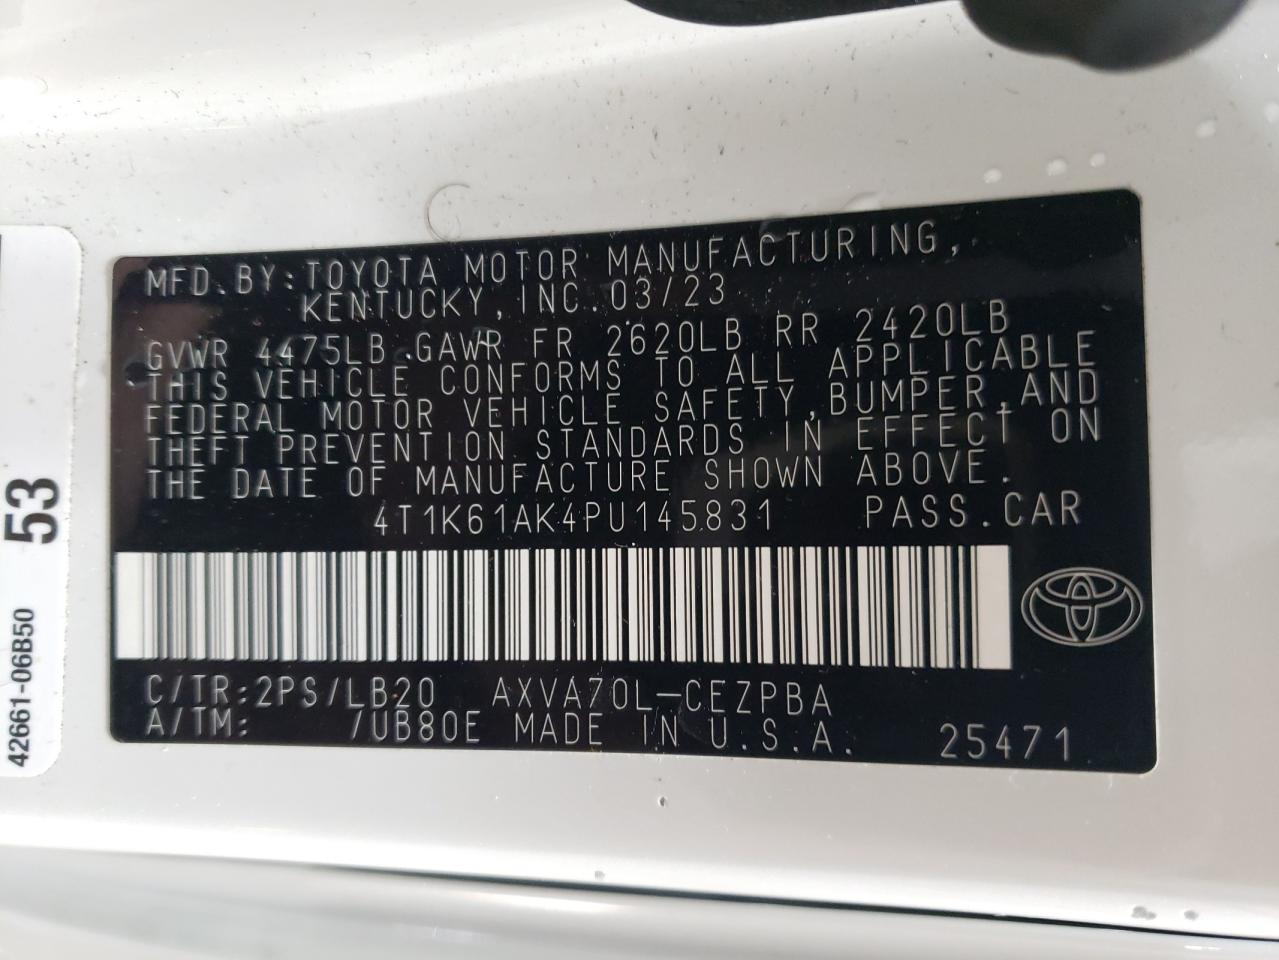 MFD.BY:TOYOTA MOTOR MANUFACTURING,
KENTUCKY,INC.03/23
GVWR 4475LB.GAWR FR 2620LB RR 2420LB
THIS VEHICLE CONFORMS TO ALL APPLICABLE
FEDERAL MOTOR VEHICLE SAFETY,BUMPER,AND
THEFT PREVENTION STANDARDS IN EFFECT ON
THE DATE OF MANUFACTURE SHOWN ABOVE.
4T1K61AK4PU145831 PASS.CAR
C/TR:2PS/LB20 AXVA70L-CEZPBA
A/TM: /UB80E MADE IN U.S.A. 25471
53
42661-06B50